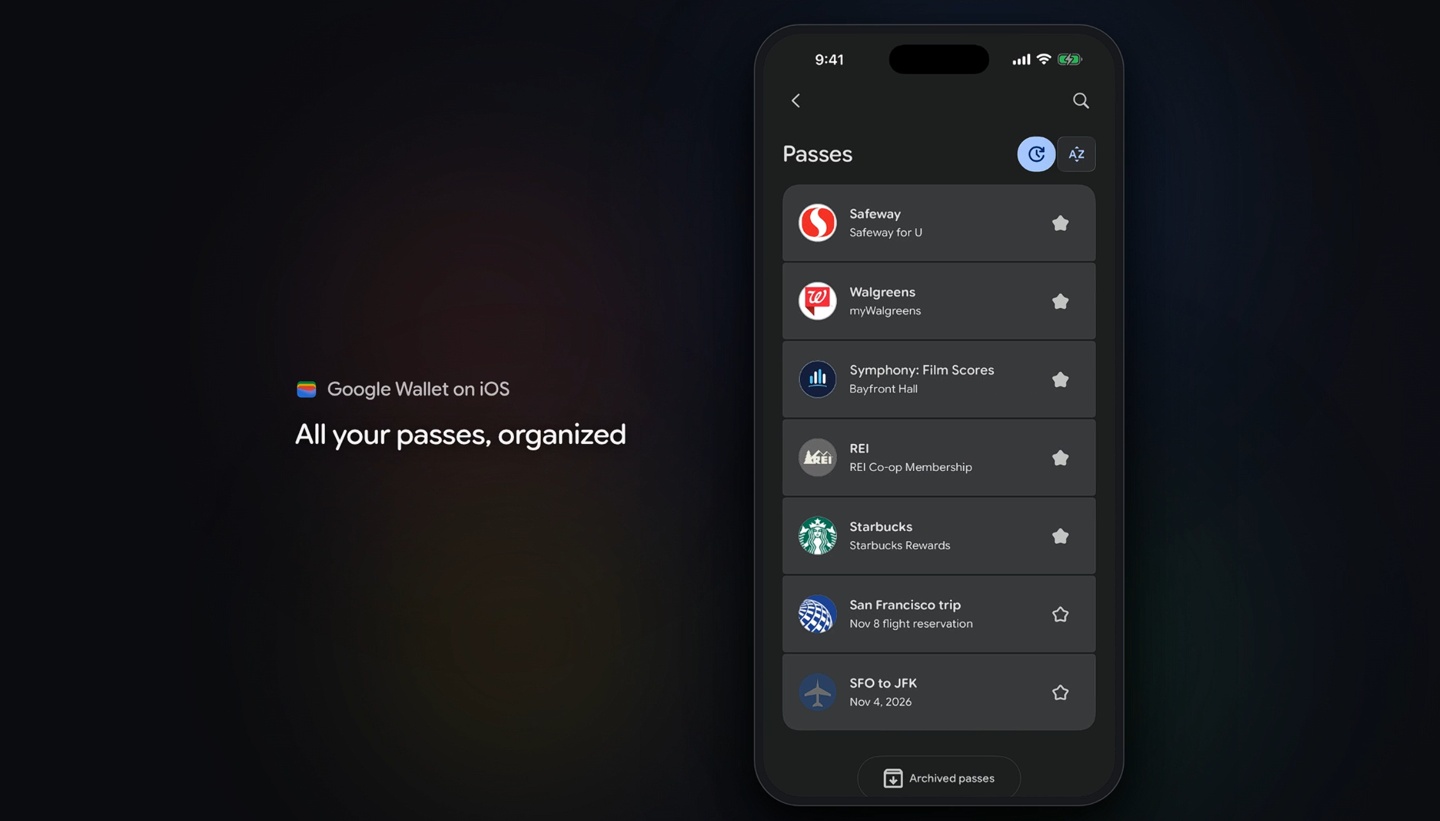 Google Wallet on iOS
All your passes, organized
9:41
Passes
AZ
Safeway
Safeway for U
Walgreens
myWalgreens
Symphony: Film Scores
Bayfront Hall
REI
REI
REI Co-op Membership
Starbucks
Starbucks Rewards
San Francisco trip
Nov 8 flight reservation
SFO to JFK
Nov 4, 2026
Archived passes